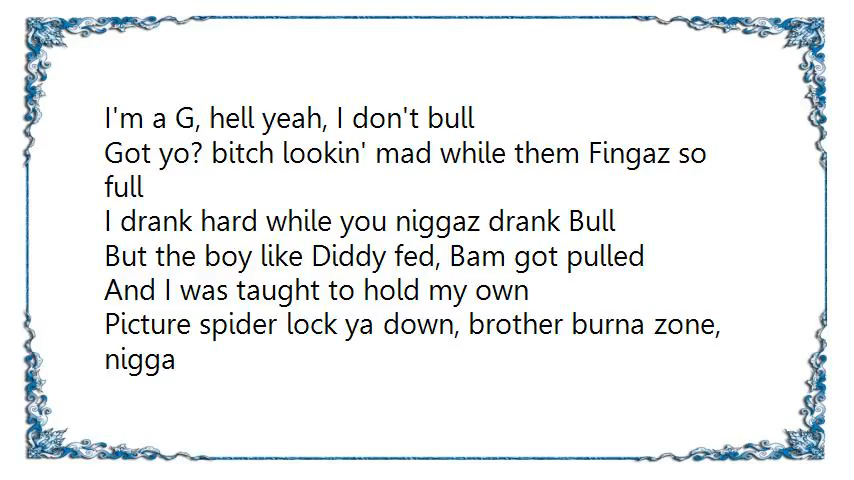 I'm a G, hell yeah, I don't bull
Got yo? bitch lookin' mad while them Fingaz so
full
I drank hard while you niggaz drank Bull
But the boy like Diddy fed, Bam got pulled
And I was taught to hold my own
Picture spider lock ya down, brother burna zone,
nigga